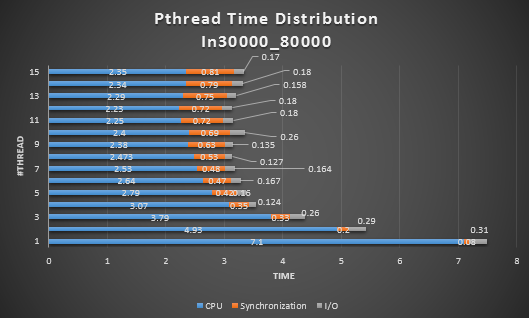 Pthread Time Distribution
In30000_80000
0.17
15 2.35 0.81
2.34 0.79 0.18
13 2.29 0.75 0.158
2.23 0.72 0.18
11 2.25 0.72 0.18
2.4 0.69 0.26
9 2.38 0.63 0.135
2.473 0.53 0.127
7 2.53 0.48 0.164
2.64 0.47 0.167
5 2.79 0.42 0.16
3.07 0.35 0.124
3 3.79 0.33 0.26
4.93 0.2 0.29
1 7.1 0.08 0.31
#THREAD
0 1 2 3 4 5 6 7 8
TIME
CPU Synchronization I/O